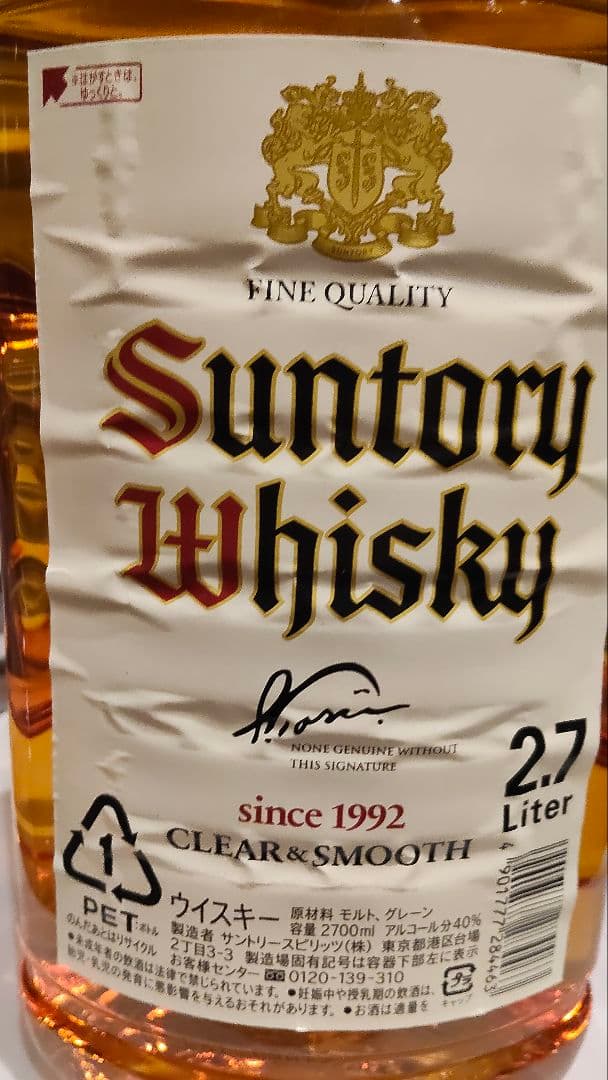 ※はがすときは、
ゆっくりと。
SUNTORY
FINE QUALITY
Suntory
Whisky
NONE GENUINE WITHOUT
THIS SIGNATURE
2.7
Liter
since 1992
CLEAR & SMOOTH
1
PET:ボトル
のんだあとはリサイクル
ウイスキー 原材料 モルト、グレーン
容量 2700ml アルコール分40%
製造者 サントリースピリッツ(株) 東京都港区台場
2丁目3-3 製造場固有記号は容器下部左に表示
お客様センター 0120-139-310
●未成年者の飲酒は法律で禁じられています。●妊娠中や授乳期の飲酒は、
胎児・乳児の発育に悪影響を与えるおそれがあります。●お酒は適量を
キャップ
4 901777 284463